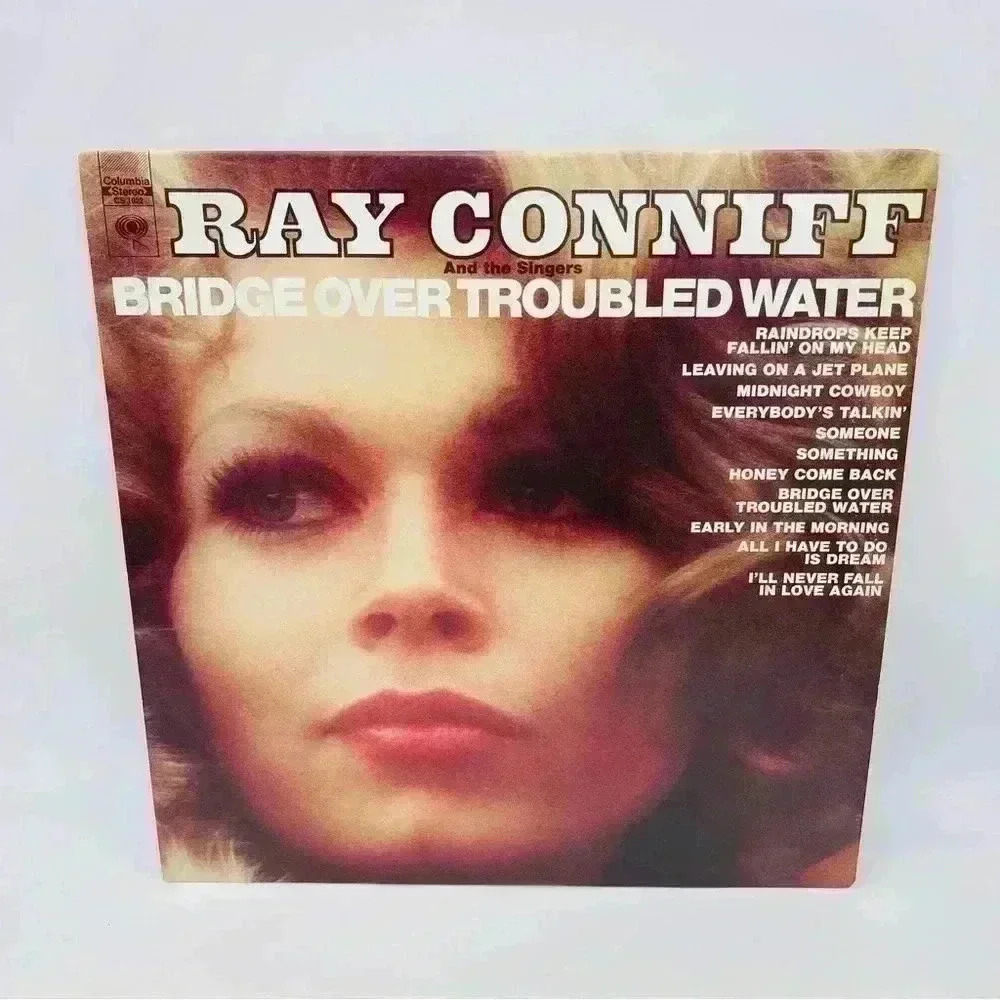 Columbia
Stereo
RAY CONNIFF
And the Singers
BRIDGE OVER TROUBLED WATER
RAINDROPS KEEP
FALLIN' ON MY HEAD
LEAVING ON A JET PLANE
MIDNIGHT COWBOY
EVERYBODY'S TALKIN'
SOMEONE
SOMETHING
HONEY COME BACK
BRIDGE OVER
TROUBLED WATER
EARLY IN THE MORNING
ALL I HAVE TO DO
IS DREAM
I'LL NEVER FALL
IN LOVE AGAIN